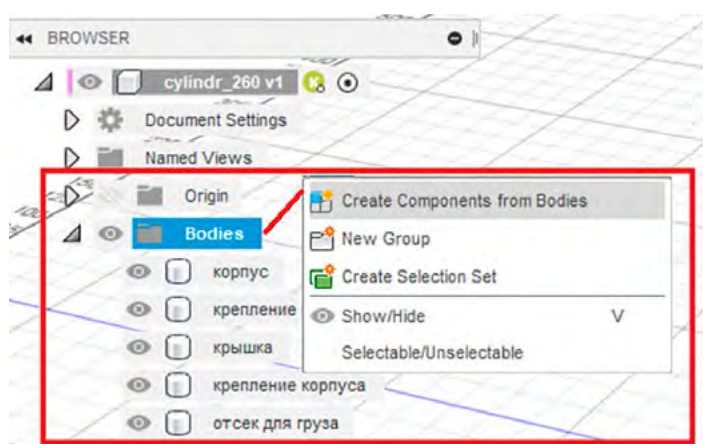 BROWSER
cylindr_260 v1
Document Settings
Named Views
Origin
Create Components from Bodies
Bodies
New Group
корпус
Create Selection Set
крепление
Show/Hide V
крышка
Selectable/Unselectable
крепление корпуса
отсек для груза